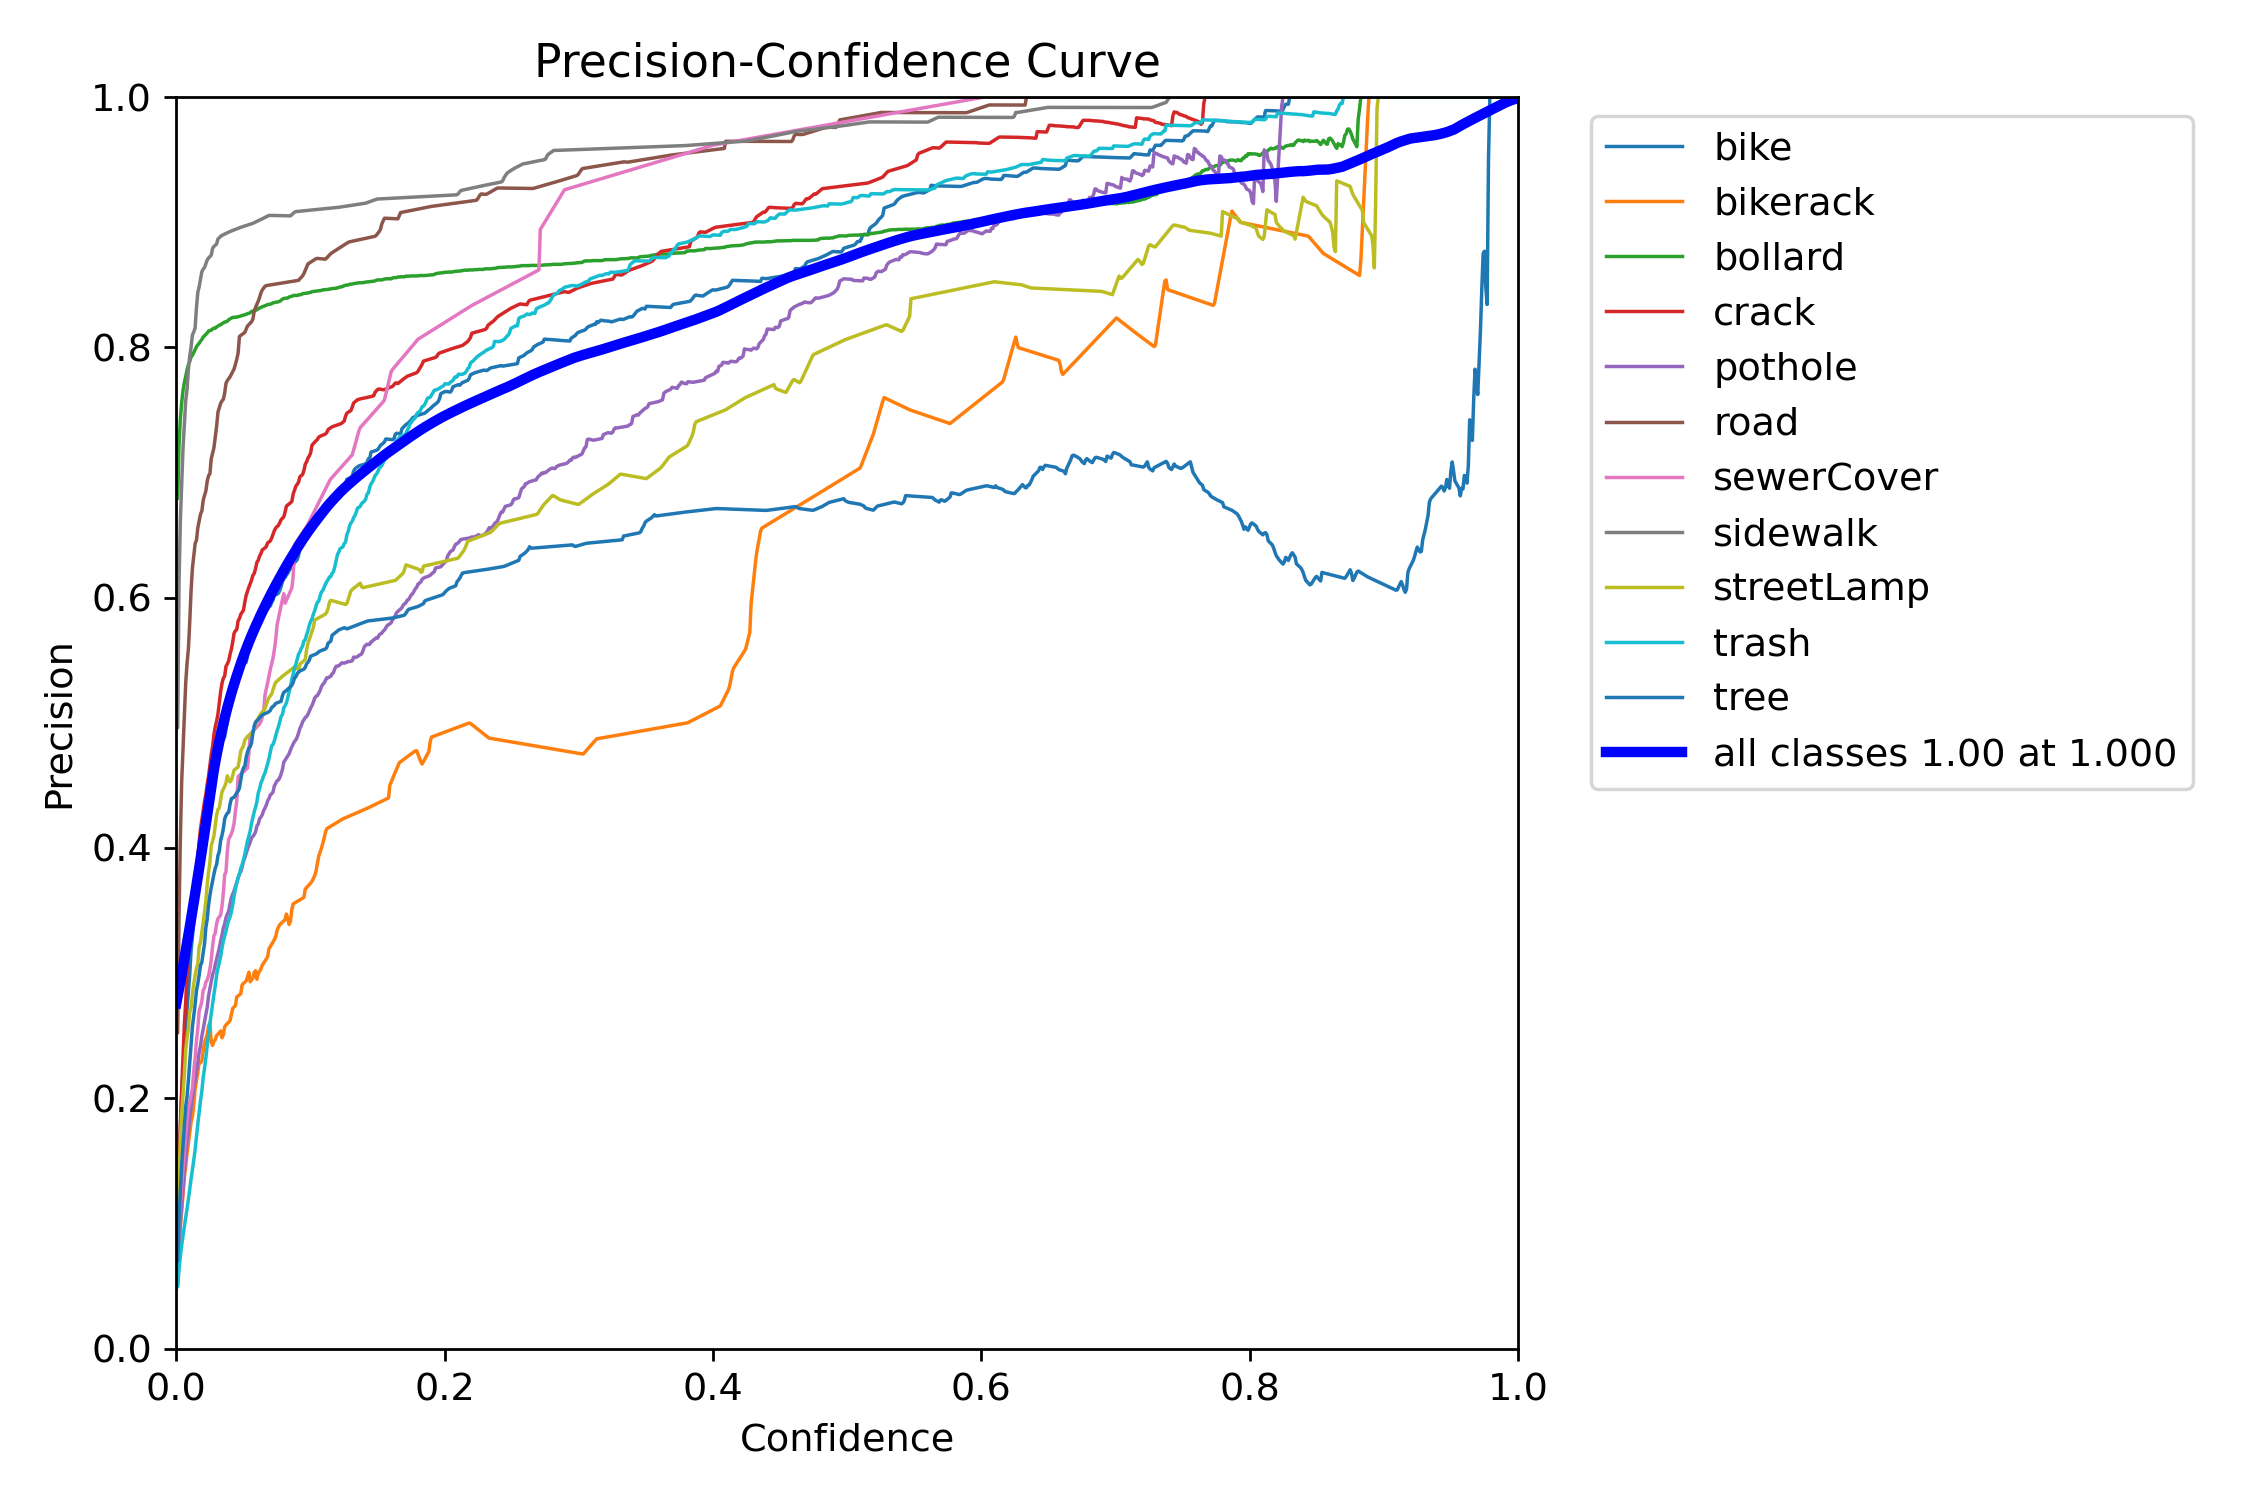 Precision-Confidence Curve
1.0
0.8
0.6
0.4
0.2
0.0
Precision
0.0 0.2 0.4 0.6 0.8 1.0
Confidence
bike
bikerack
bollard
crack
pothole
road
sewerCover
sidewalk
streetLamp
trash
tree
all classes 1.00 at 1.000